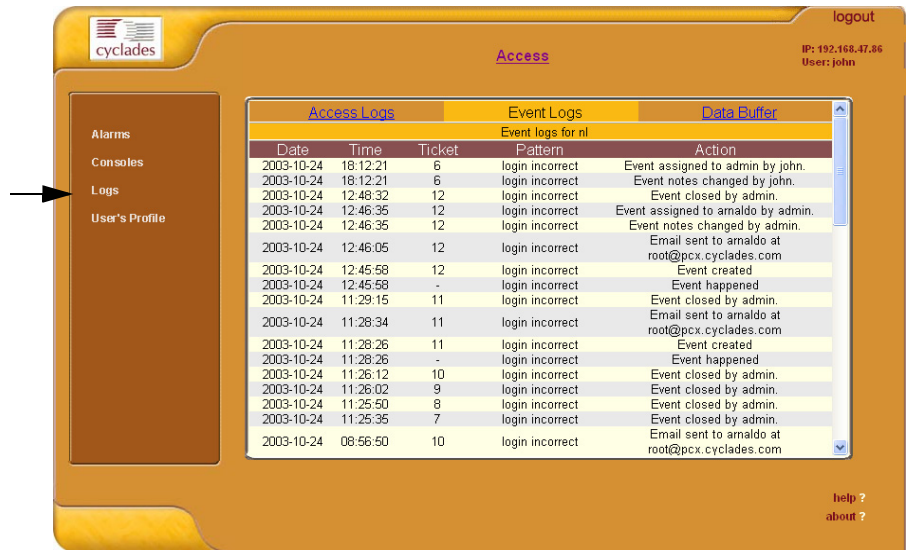 logout
cyclades
Access
IP: 192.168.47.86
User: john
Alarms
Consoles
Logs
User's Profile
Access Logs Event Logs Data Buffer
Event logs for nl
Date Time Ticket Pattern Action
2003-10-24 18:12:21 6 login incorrect Event assigned to admin by john.
2003-10-24 18:12:21 6 login incorrect Event notes changed by john.
2003-10-24 12:48:32 12 login incorrect Event closed by admin.
2003-10-24 12:46:35 12 login incorrect Event assigned to arnaldo by admin.
2003-10-24 12:46:35 12 login incorrect Event notes changed by admin.
2003-10-24 12:46:05 12 login incorrect Email sent to arnaldo at
root@pcx.cyclades.com
2003-10-24 12:45:58 12 login incorrect Event created
2003-10-24 12:45:58 - login incorrect Event happened
2003-10-24 11:29:15 11 login incorrect Event closed by admin.
2003-10-24 11:28:34 11 login incorrect Email sent to arnaldo at
root@pcx.cyclades.com
2003-10-24 11:28:26 11 login incorrect Event created
2003-10-24 11:28:26 - login incorrect Event happened
2003-10-24 11:26:12 10 login incorrect Event closed by admin.
2003-10-24 11:26:02 9 login incorrect Event closed by admin.
2003-10-24 11:25:50 8 login incorrect Event closed by admin.
2003-10-24 11:25:35 7 login incorrect Event closed by admin.
2003-10-24 08:56:50 10 login incorrect Email sent to arnaldo at
root@pcx.cyclades.com
help ?
about ?